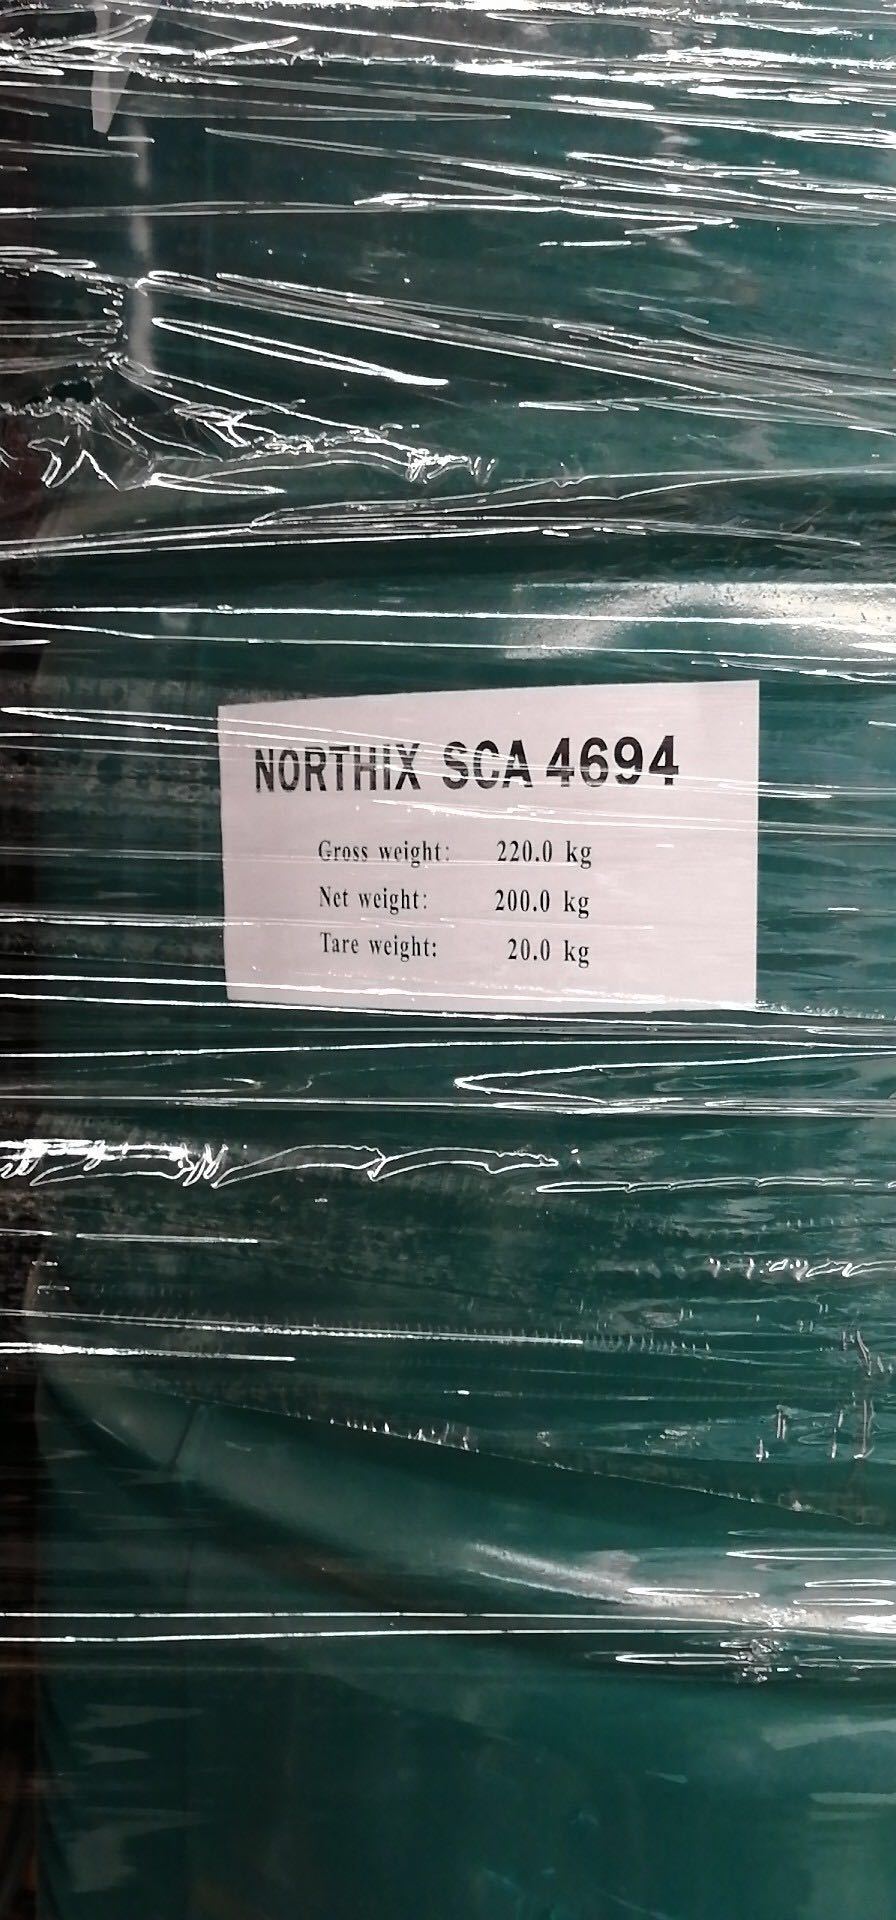 NORTHIX SCA 4694
Gross weight: 220.0 kg
Net weight: 200.0 kg
Tare weight: 20.0 kg